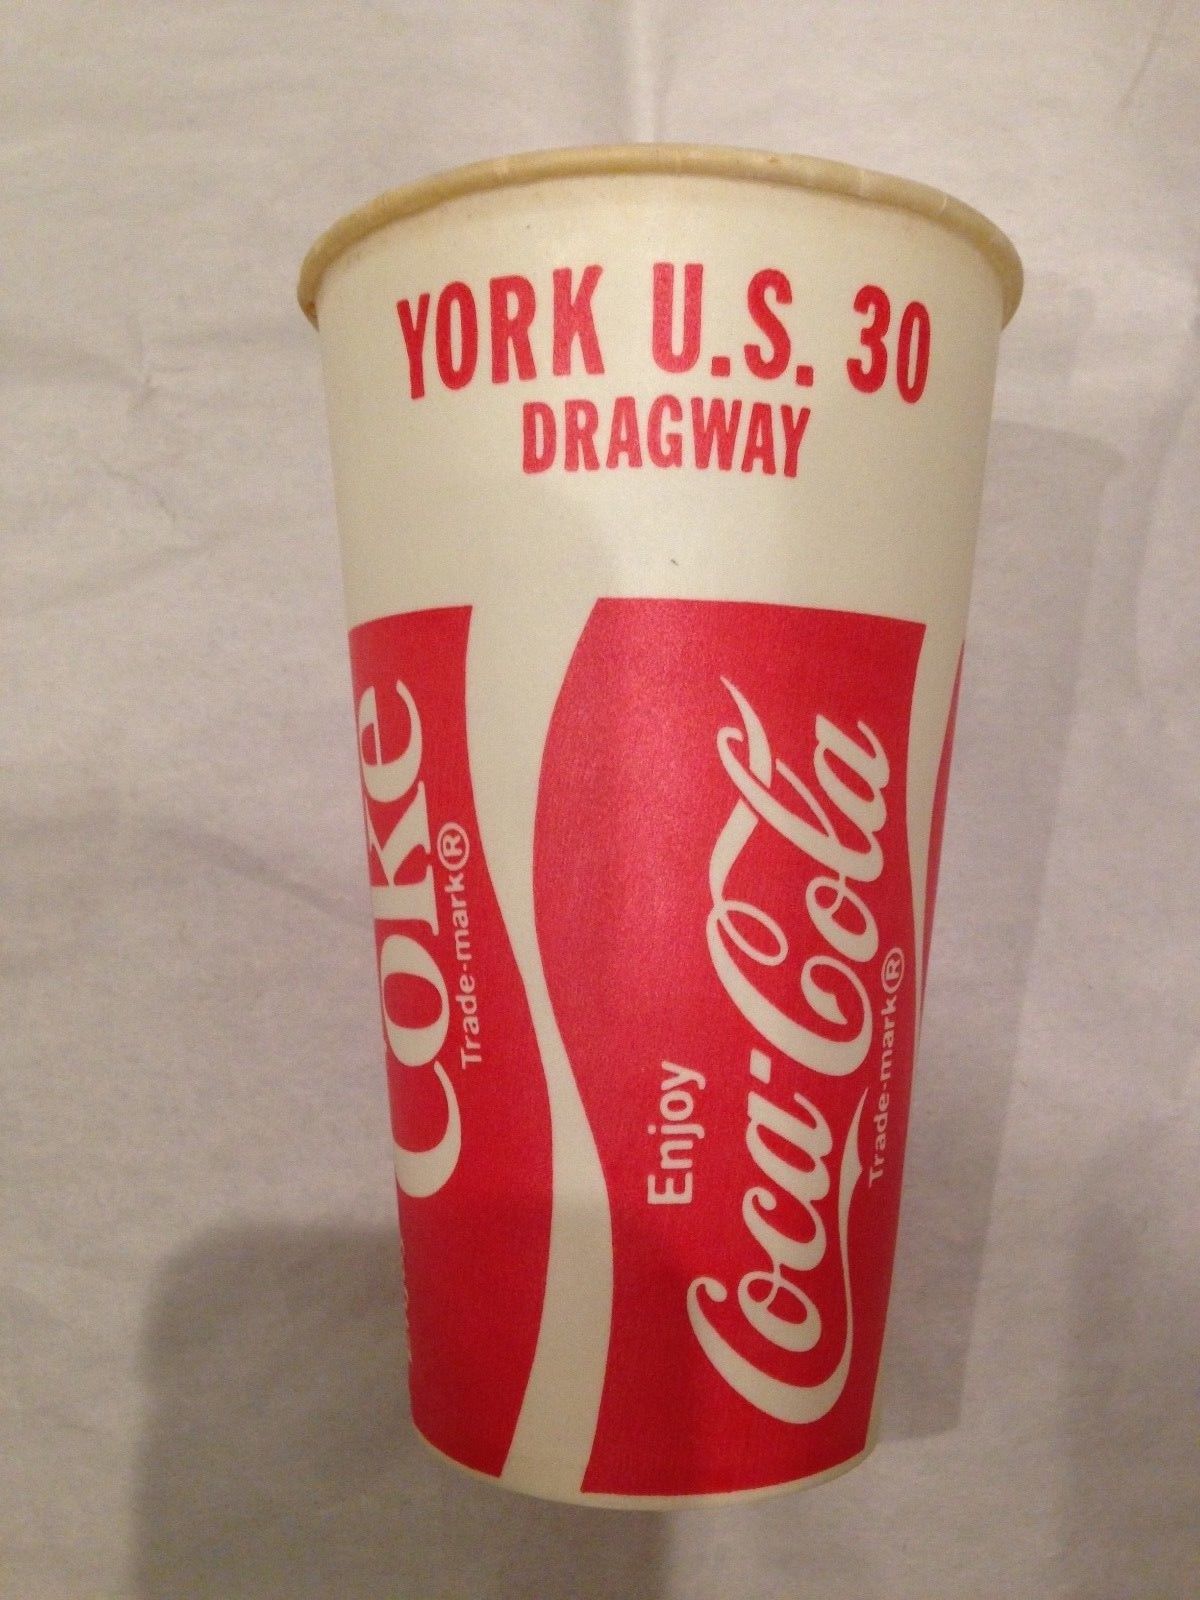 YORK U.S. 30
DRAGWAY
Coke
Trade-mark®
Enjoy
Coca-Cola
Trade-mark®